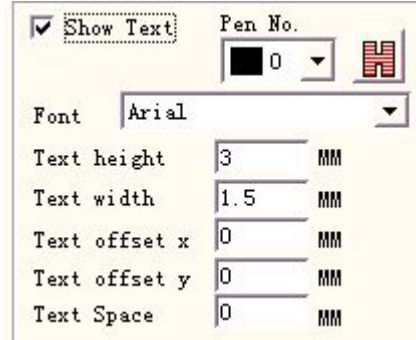 Show Text Pen No.
0
Font Arial
Text height 3 MM
Text width 1.5 MM
Text offset x 0 MM
Text offset y 0 MM
Text Space 0 MM